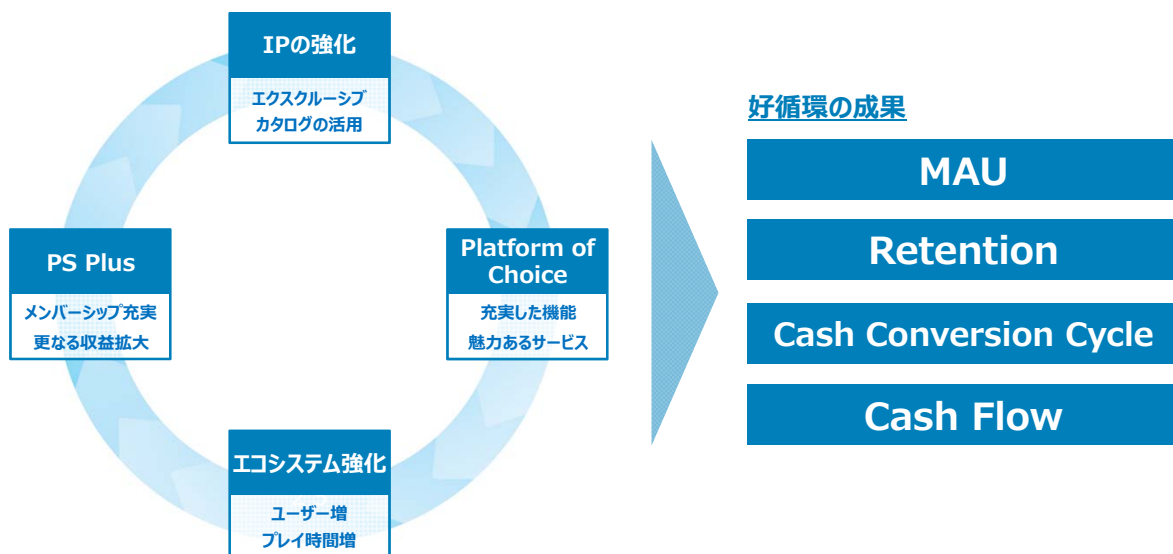 IPの強化
エクスクルーシブ
カタログの活用
好循環の成果
MAU
Retention
Cash Conversion Cycle
Cash Flow
PS Plus
メンバーシップ充実
更なる収益拡大
Platform of
Choice
充実した機能
魅力あるサービス
エコシステム強化
ユーザー増
プレイ時間増